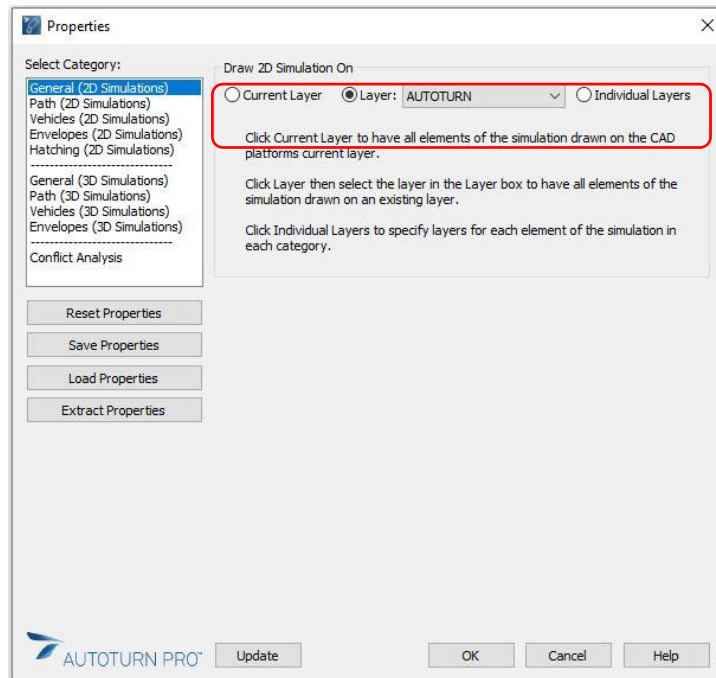 Properties
Select Category:
General (2D Simulations)
Path (2D Simulations)
Vehicles (2D Simulations)
Envelopes (2D Simulations)
Hatching (2D Simulations)
------------------------------
General (3D Simulations)
Path (3D Simulations)
Vehicles (3D Simulations)
Envelopes (3D Simulations)
------------------------------
Conflict Analysis
Reset Properties
Save Properties
Load Properties
Extract Properties
Draw 2D Simulation On
Current Layer Layer: AUTOTURN Individual Layers
Click Current Layer to have all elements of the simulation drawn on the CAD
platforms current layer.
Click Layer then select the layer in the Layer box to have all elements of the
simulation drawn on an existing layer.
Click Individual Layers to specify layers for each element of the simulation in
each category.
AUTOTURN PRO™
Update OK Cancel Help